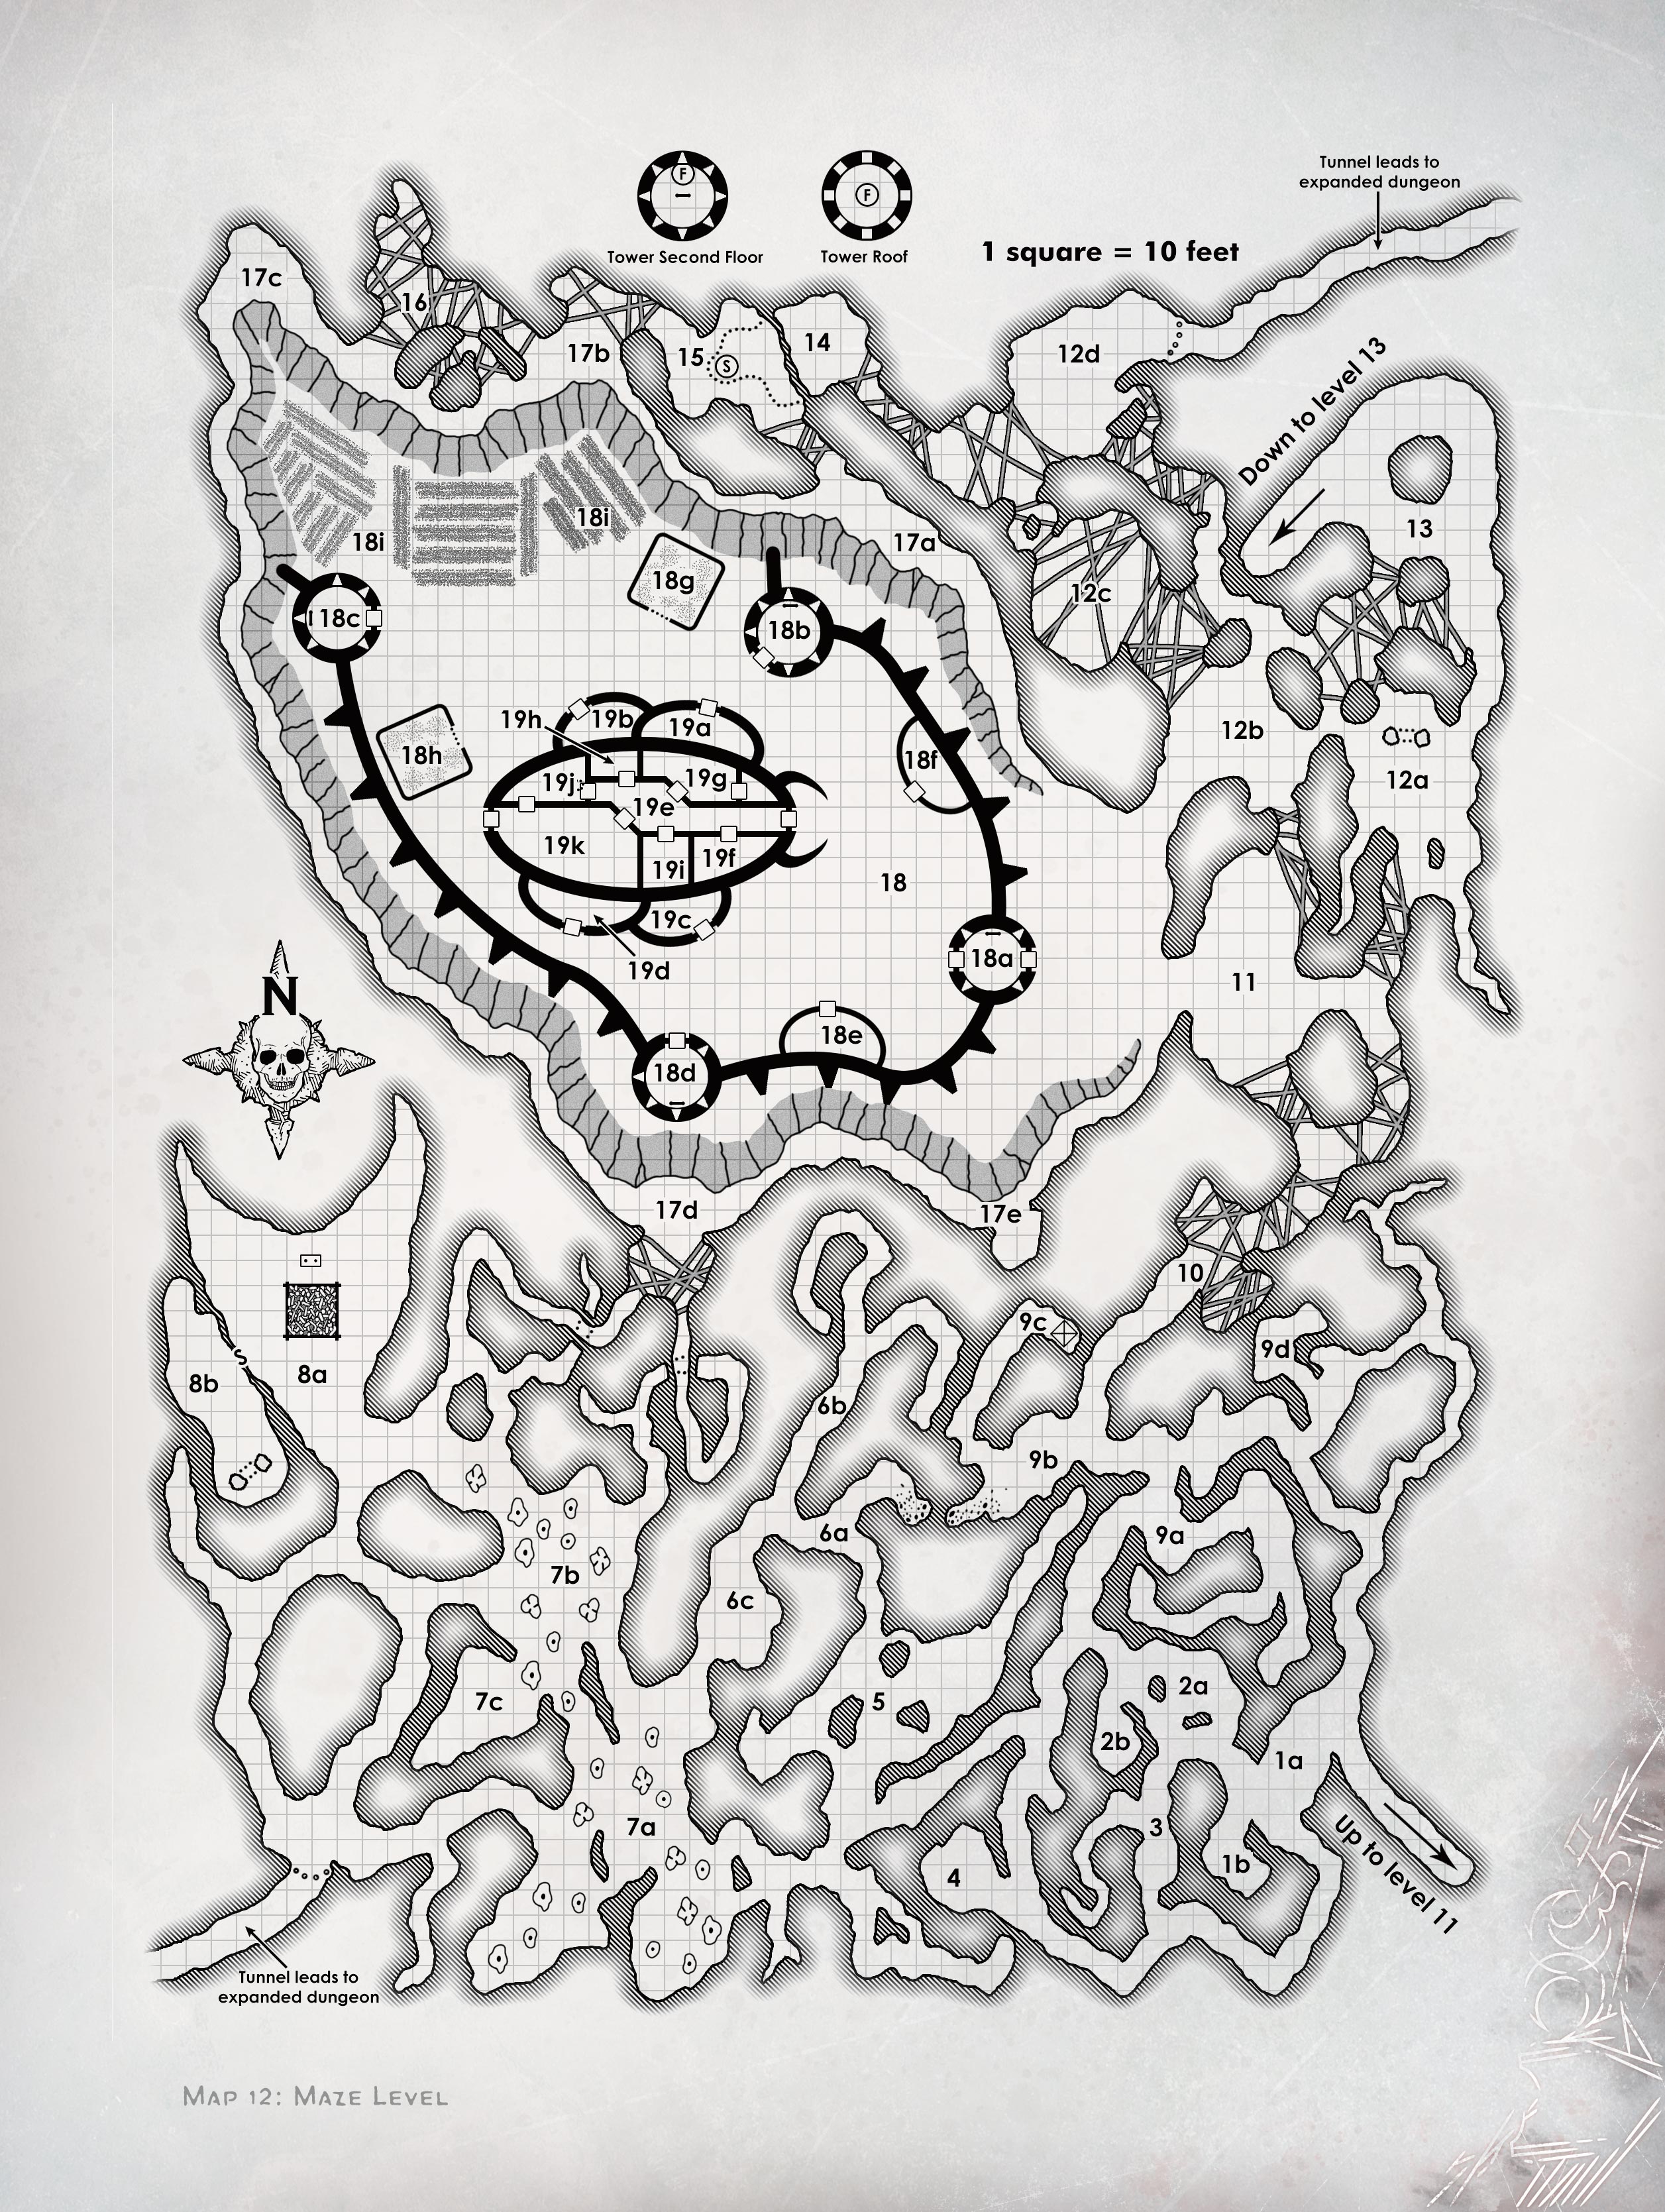 Tunnel leads to
expanded dungeon
F
F
Tower Second Floor
Tower Roof
1 square = 10 feet
17c
16
17b
15
S
14
12d
Down to level 13
18i
18i
17a
13
18g
12c
18c
18b
12b
12a
19h
19b
19a
18h
18f
19j
19g
19e
19k
19i
19f
18
19c
19d
18a
11
N
18e
18d
17d
17e
10
9c
9d
S
8b
8a
6b
9b
6a
9a
7b
6c
7c
5
2a
2b
1a
7a
3
4
1b
Up to level 11
Tunnel leads to
expanded dungeon
Map 12: Maze Level